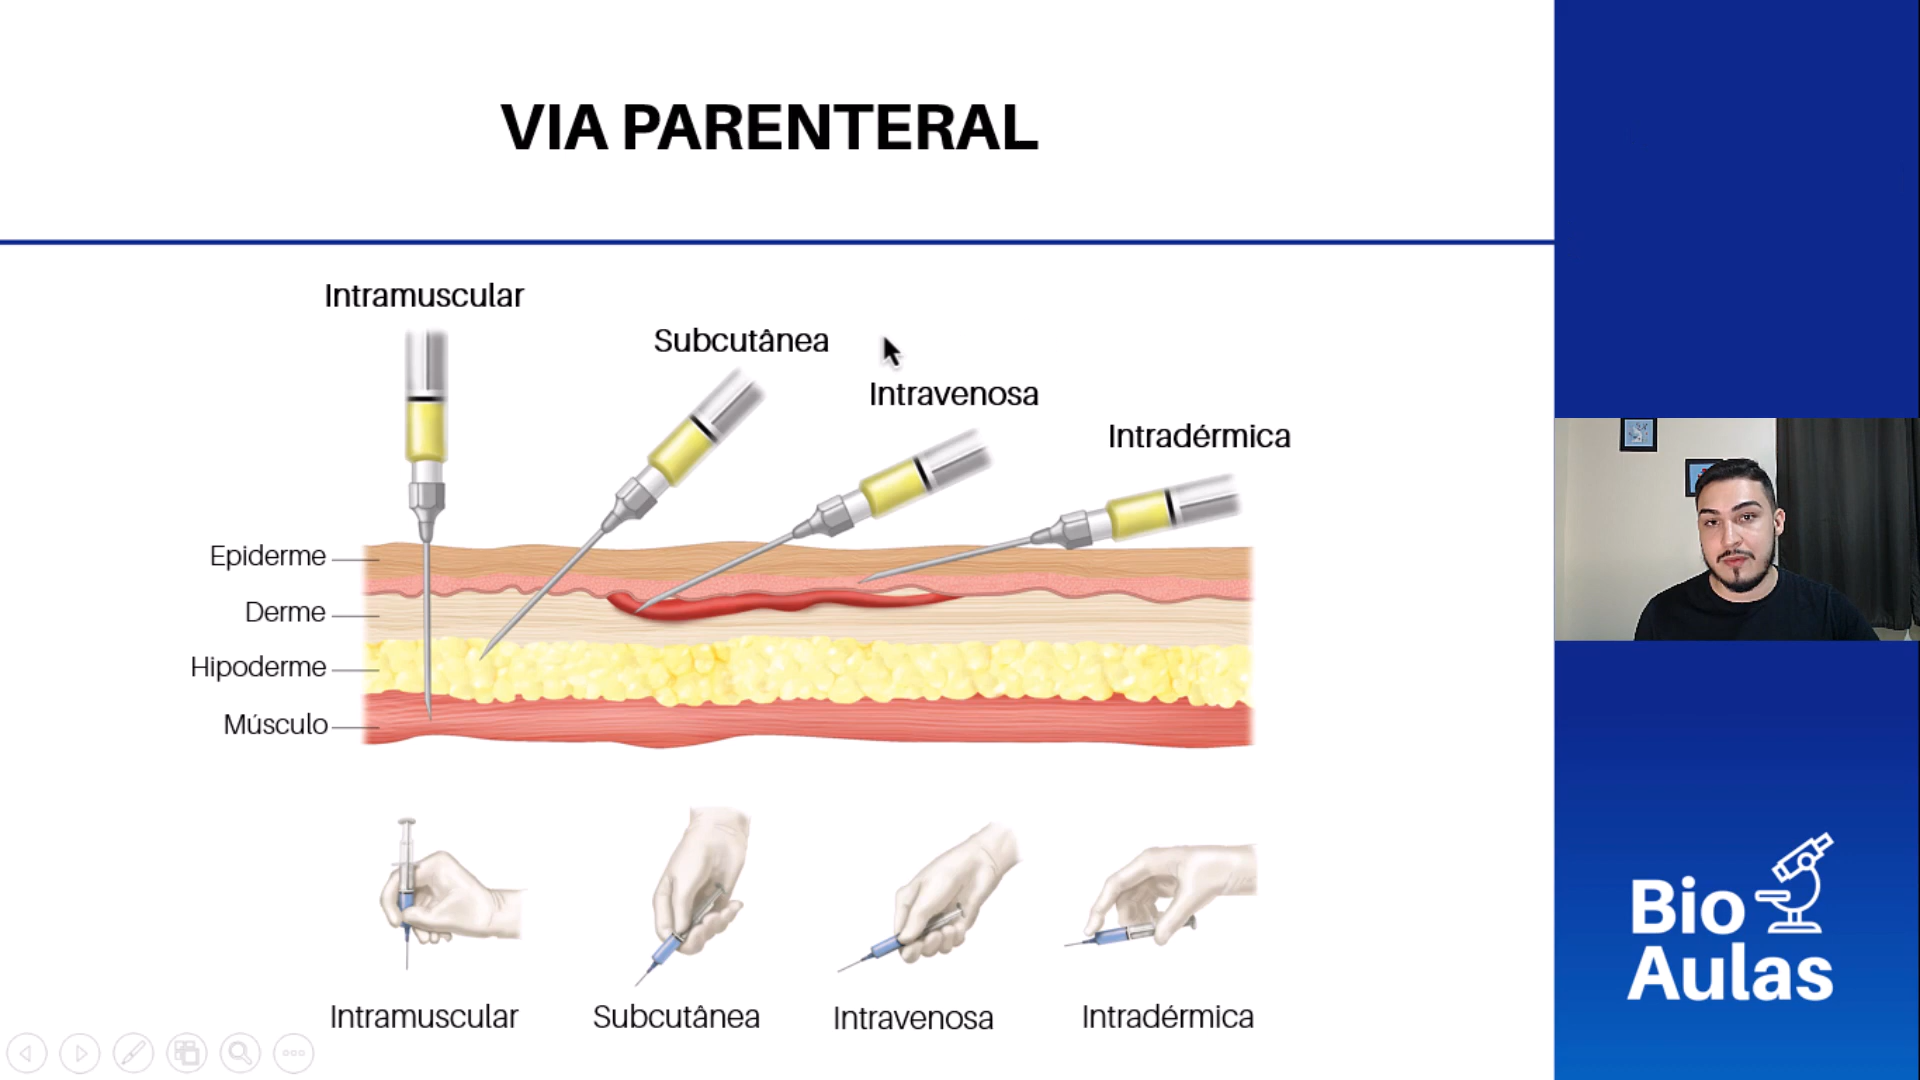 VIA PARENTERAL
Intramuscular
Subcutânea
Intravenosa
Intradérmica
Epiderme
Derme
Hipoderme
Músculo
Intramuscular
Subcutânea
Intravenosa
Intradérmica
Bio
Aulas